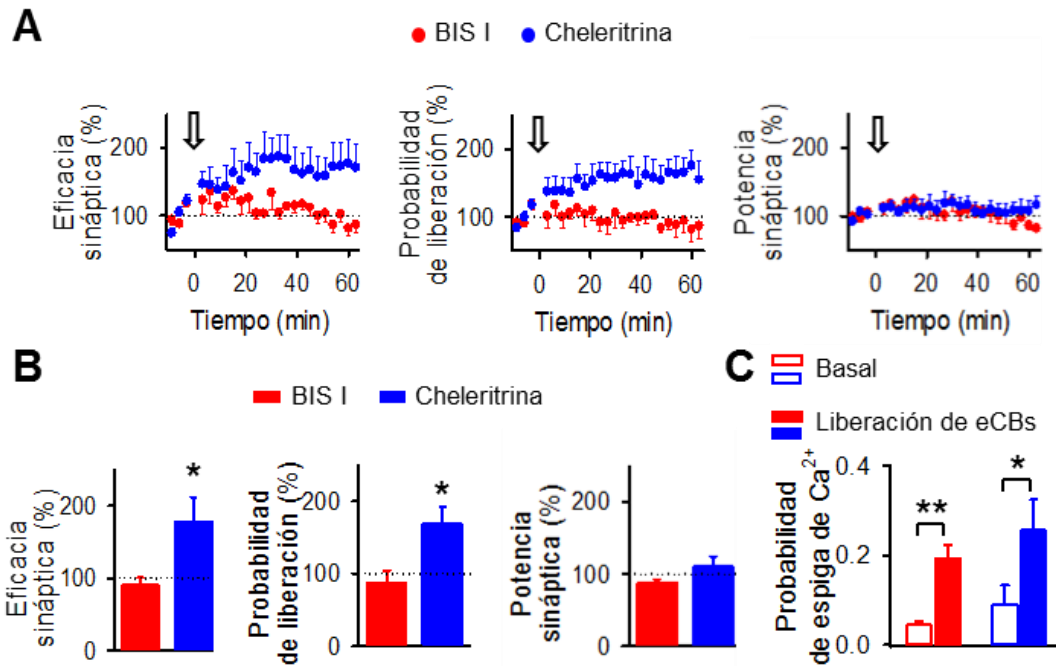 A
BIS I Cheleritrina
Eficacia
sináptica (%)
200
100
0 20 40 60
Tiempo (min)
Probabilidad
de liberación (%)
200
100
0 20 40 60
Tiempo (min)
Potencia
sináptica (%)
200
100
0 20 40 60
Tiempo (min)
B
BIS I Cheleritrina
Eficacia
sináptica (%)
200
100
0
*
Probabilidad
de liberación (%)
200
100
0
*
Potencia
sináptica (%)
200
100
0
C
Basal
Liberación de eCBs
Probabilidad
de espiga de Ca²⁺
0.4
0.2
0.0
**
*